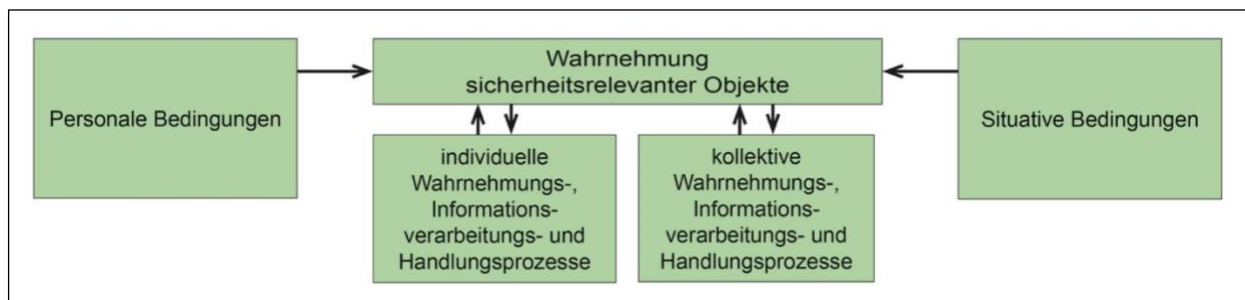 Personale Bedingungen
Wahrnehmung
sicherheitsrelevanter Objekte
Situative Bedingungen
individuelle
Wahrnehmungs-,
Informations-
verarbeitungs- und
Handlungsprozesse
kollektive
Wahrnehmungs-,
Informations-
verarbeitungs- und
Handlungsprozesse